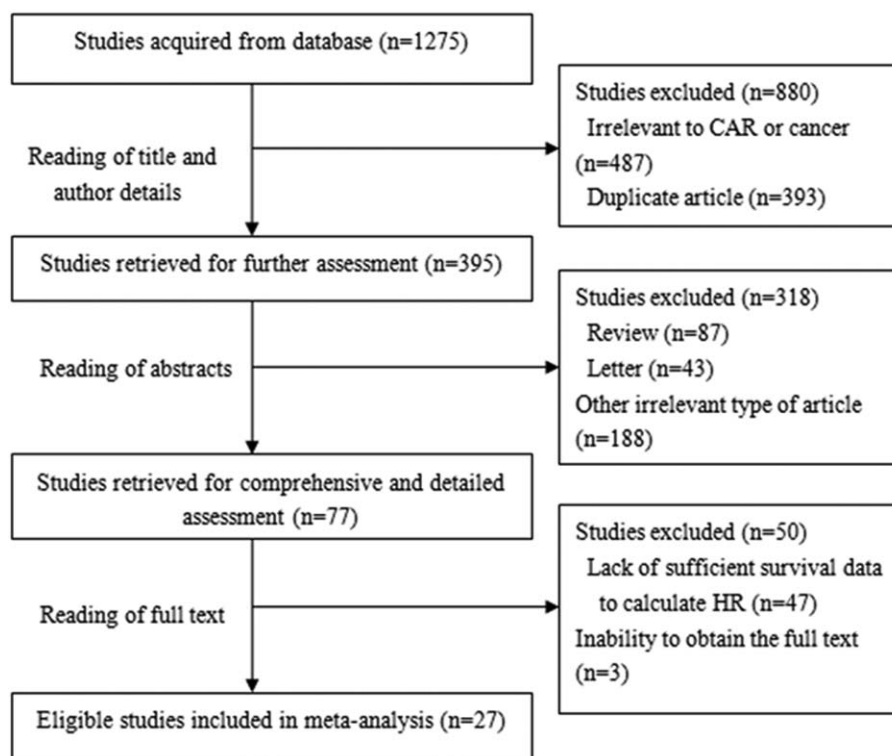 Studies acquired from database (n=1275)
Studies excluded (n=880)
Irrelevant to CAR or cancer
(n=487)
Duplicate article (n=393)
Reading of title and
author details
Studies retrieved for further assessment (n=395)
Studies excluded (n=318)
Review (n=87)
Letter (n=43)
Other irrelevant type of article
(n=188)
Reading of abstracts
Studies retrieved for comprehensive and detailed
assessment (n=77)
Studies excluded (n=50)
Lack of sufficient survival data
to calculate HR (n=47)
Inability to obtain the full text
(n=3)
Reading of full text
Eligible studies included in meta-analysis (n=27)